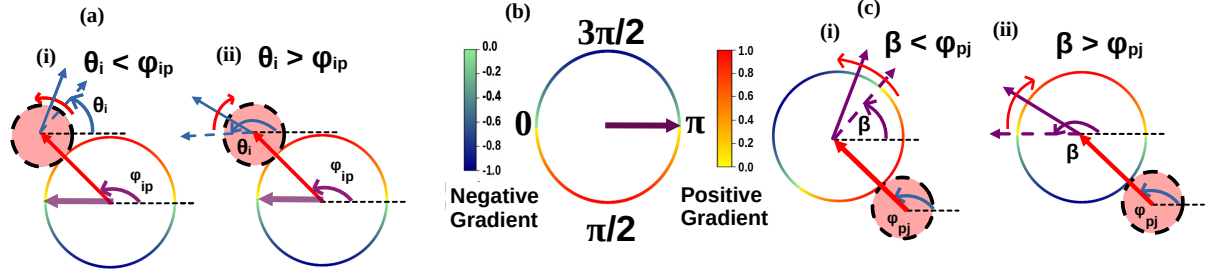 (a)
(i)
θi < φip
θi
φip
(ii)
θi > φip
θi
φip
(b)
0.0
-0.2
-0.4
-0.6
-0.8
-1.0
Negative
Gradient
3π/2
0
π
π/2
1.0
0.8
0.6
0.4
0.2
0.0
Positive
Gradient
(c)
(i)
β < φpj
β
φpj
(ii)
β > φpj
β
φpj